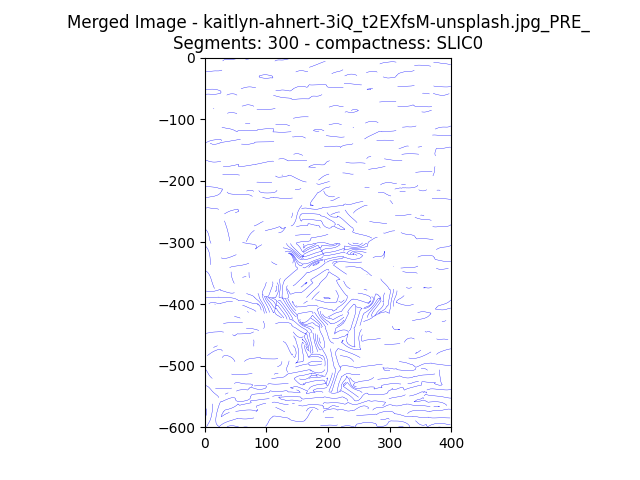 Merged Image - kaitlyn-ahnert-3iQ_t2EXfsM-unsplash.jpg_PRE_
Segments: 300 - compactness: SLIC0
0
−100
−200
−300
−400
−500
−600
0 100 200 300 400